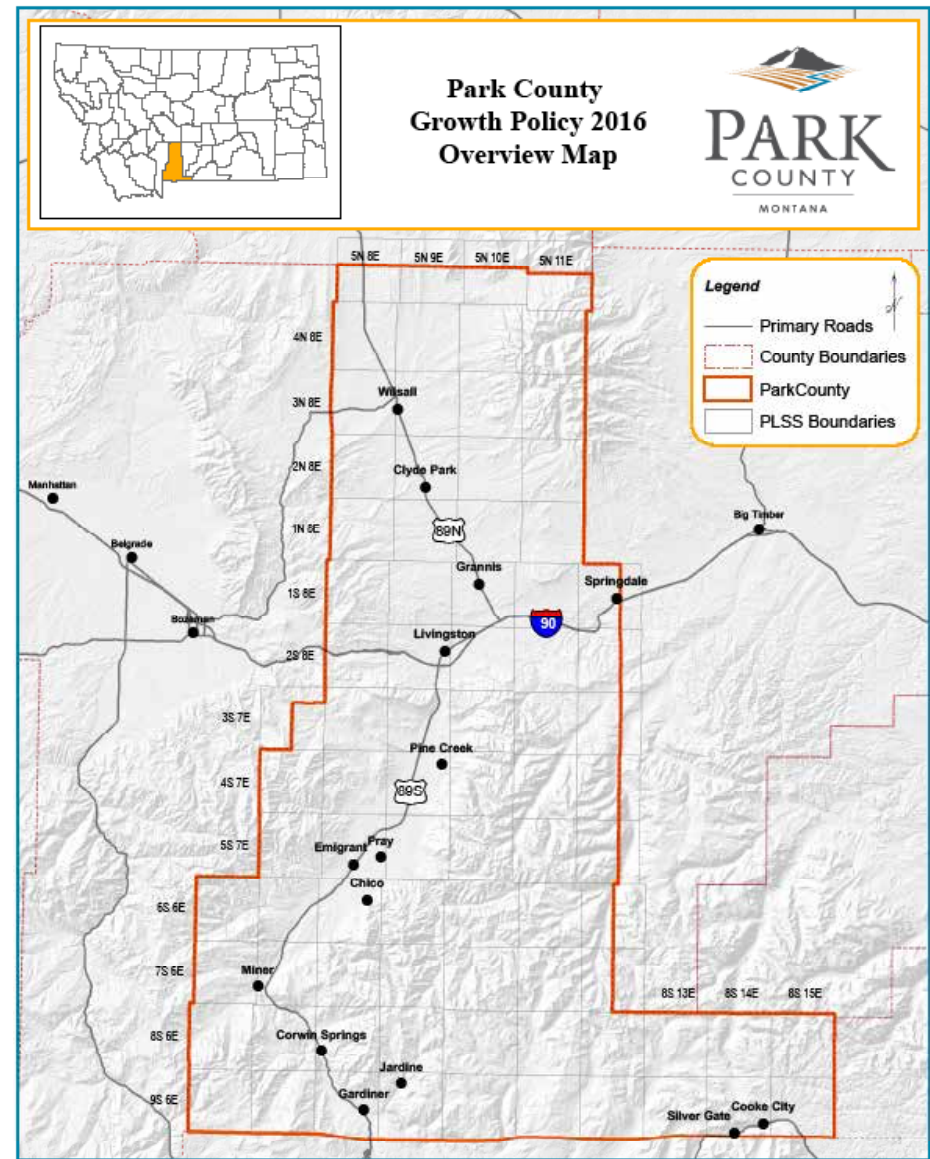 Park County
Growth Policy 2016
Overview Map
PARK
COUNTY
MONTANA
5N 8E
5N 9E
5N 10E
5N 11E
Legend
N
Primary Roads
County Boundaries
ParkCounty
PLSS Boundaries
4N 8E
3N 8E
Wilsall
2N 8E
Clyde Park
Manhattan
Big Timber
1N 8E
89N
Belgrade
Grannis
Springdale
1S 8E
90
Bozeman
Livingston
2S 8E
3S 7E
Pine Creek
4S 7E
89S
5S 7E
Emigrant
Pray
Chico
6S 6E
7S 6E
Miner
8S 13E
8S 14E
8S 15E
8S 6E
Corwin Springs
Jardine
9S 6E
Gardiner
Silver Gate
Cooke City